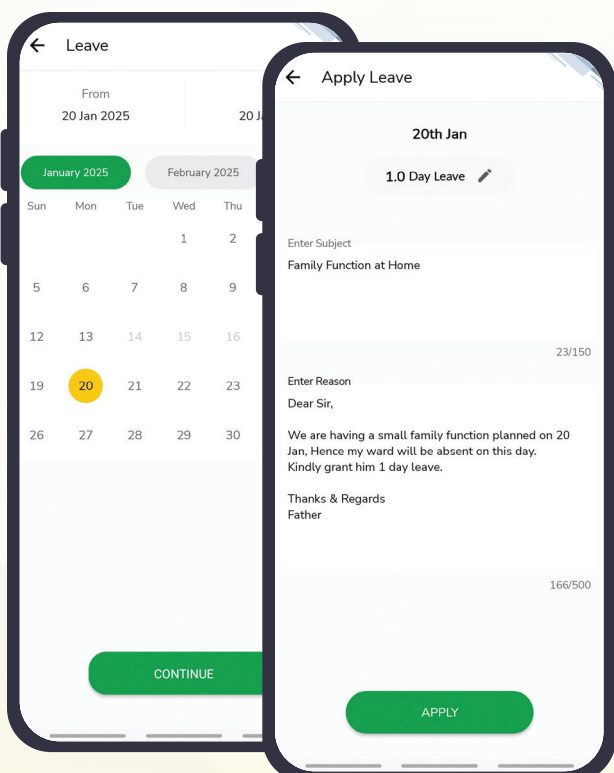 Leave
From
20 Jan 2025
January 2025
February 2025
Sun Mon Tue Wed Thu
1 2
5 6 7 8 9
12 13 14 15 16
19 20 21 22 23
26 27 28 29 30
CONTINUE
Apply Leave
20th Jan
1.0 Day Leave
Enter Subject
Family Function at Home
23/150
Enter Reason
Dear Sir,
We are having a small family function planned on 20
Jan, Hence my ward will be absent on this day.
Kindly grant him 1 day leave.
Thanks & Regards
Father
166/500
APPLY